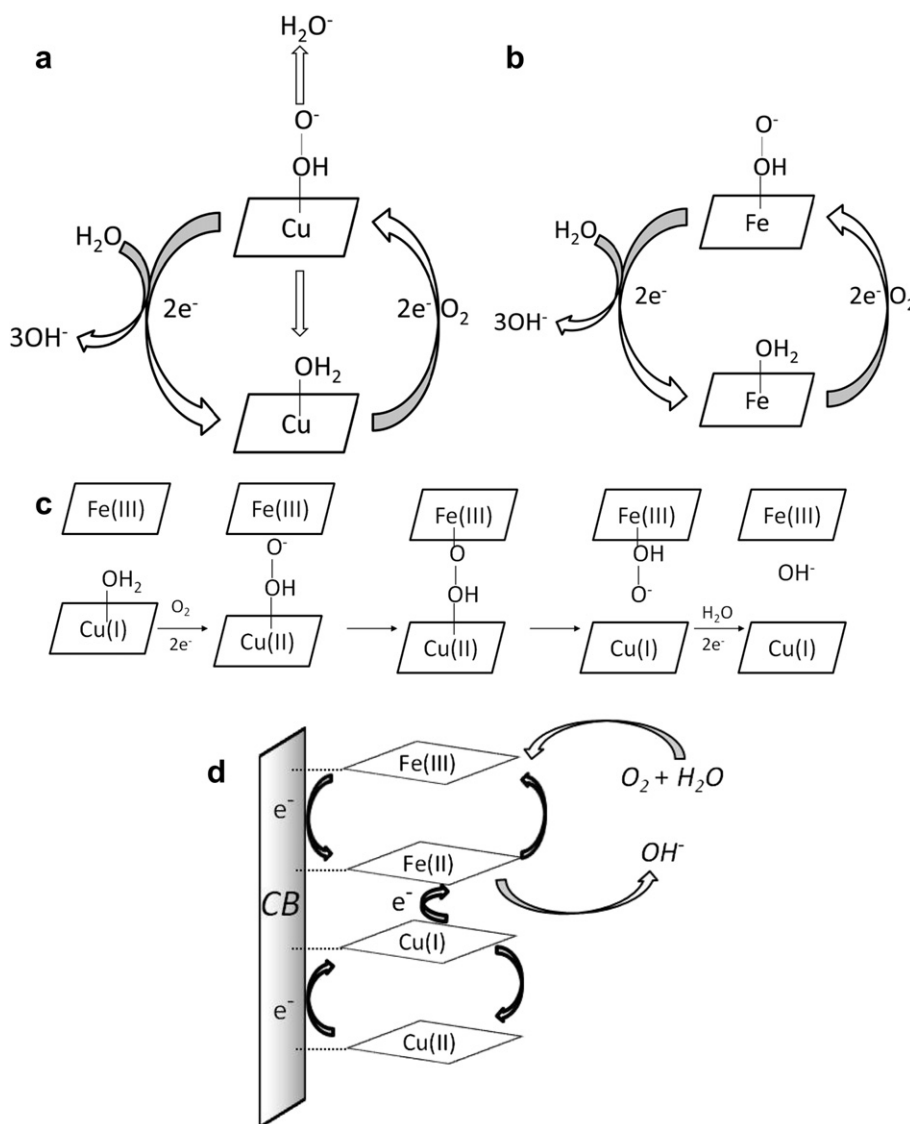 a
H₂O⁻
O⁻
OH
Cu
H₂O
2e⁻
3OH⁻
2e⁻
O₂
OH₂
Cu
b
O⁻
OH
Fe
H₂O
2e⁻
3OH⁻
2e⁻
O₂
OH₂
Fe
c
Fe(III)
OH₂
Cu(I)
O₂
2e⁻
Fe(III)
O⁻
OH
Cu(II)
Fe(III)
O
OH
Cu(II)
Fe(III)
OH
O⁻
Cu(I)
H₂O
2e⁻
Fe(III)
OH⁻
Cu(I)
d
CB
e⁻
e⁻
Fe(III)
Fe(II)
e⁻
Cu(I)
Cu(II)
O₂ + H₂O
OH⁻